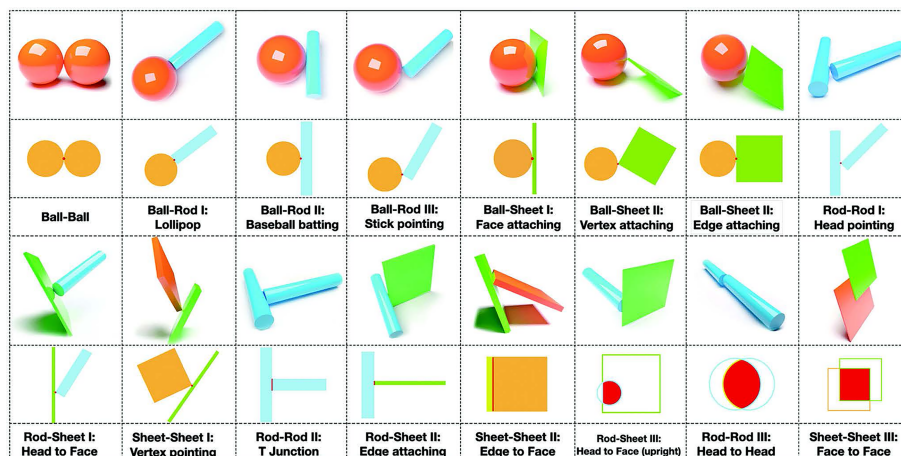 Ball-Ball
Ball-Rod I:
Lollipop
Ball-Rod II:
Baseball batting
Ball-Rod III:
Stick pointing
Ball-Sheet I:
Face attaching
Ball-Sheet II:
Vertex attaching
Ball-Sheet II:
Edge attaching
Rod-Rod I:
Head pointing
Rod-Sheet I:
Head to Face
Sheet-Sheet I:
Vertex pointing
Rod-Rod II:
T Junction
Rod-Sheet II:
Edge attaching
Sheet-Sheet II:
Edge to Face
Rod-Sheet III:
Head to Face (upright)
Rod-Rod III:
Head to Head
Sheet-Sheet III:
Face to Face